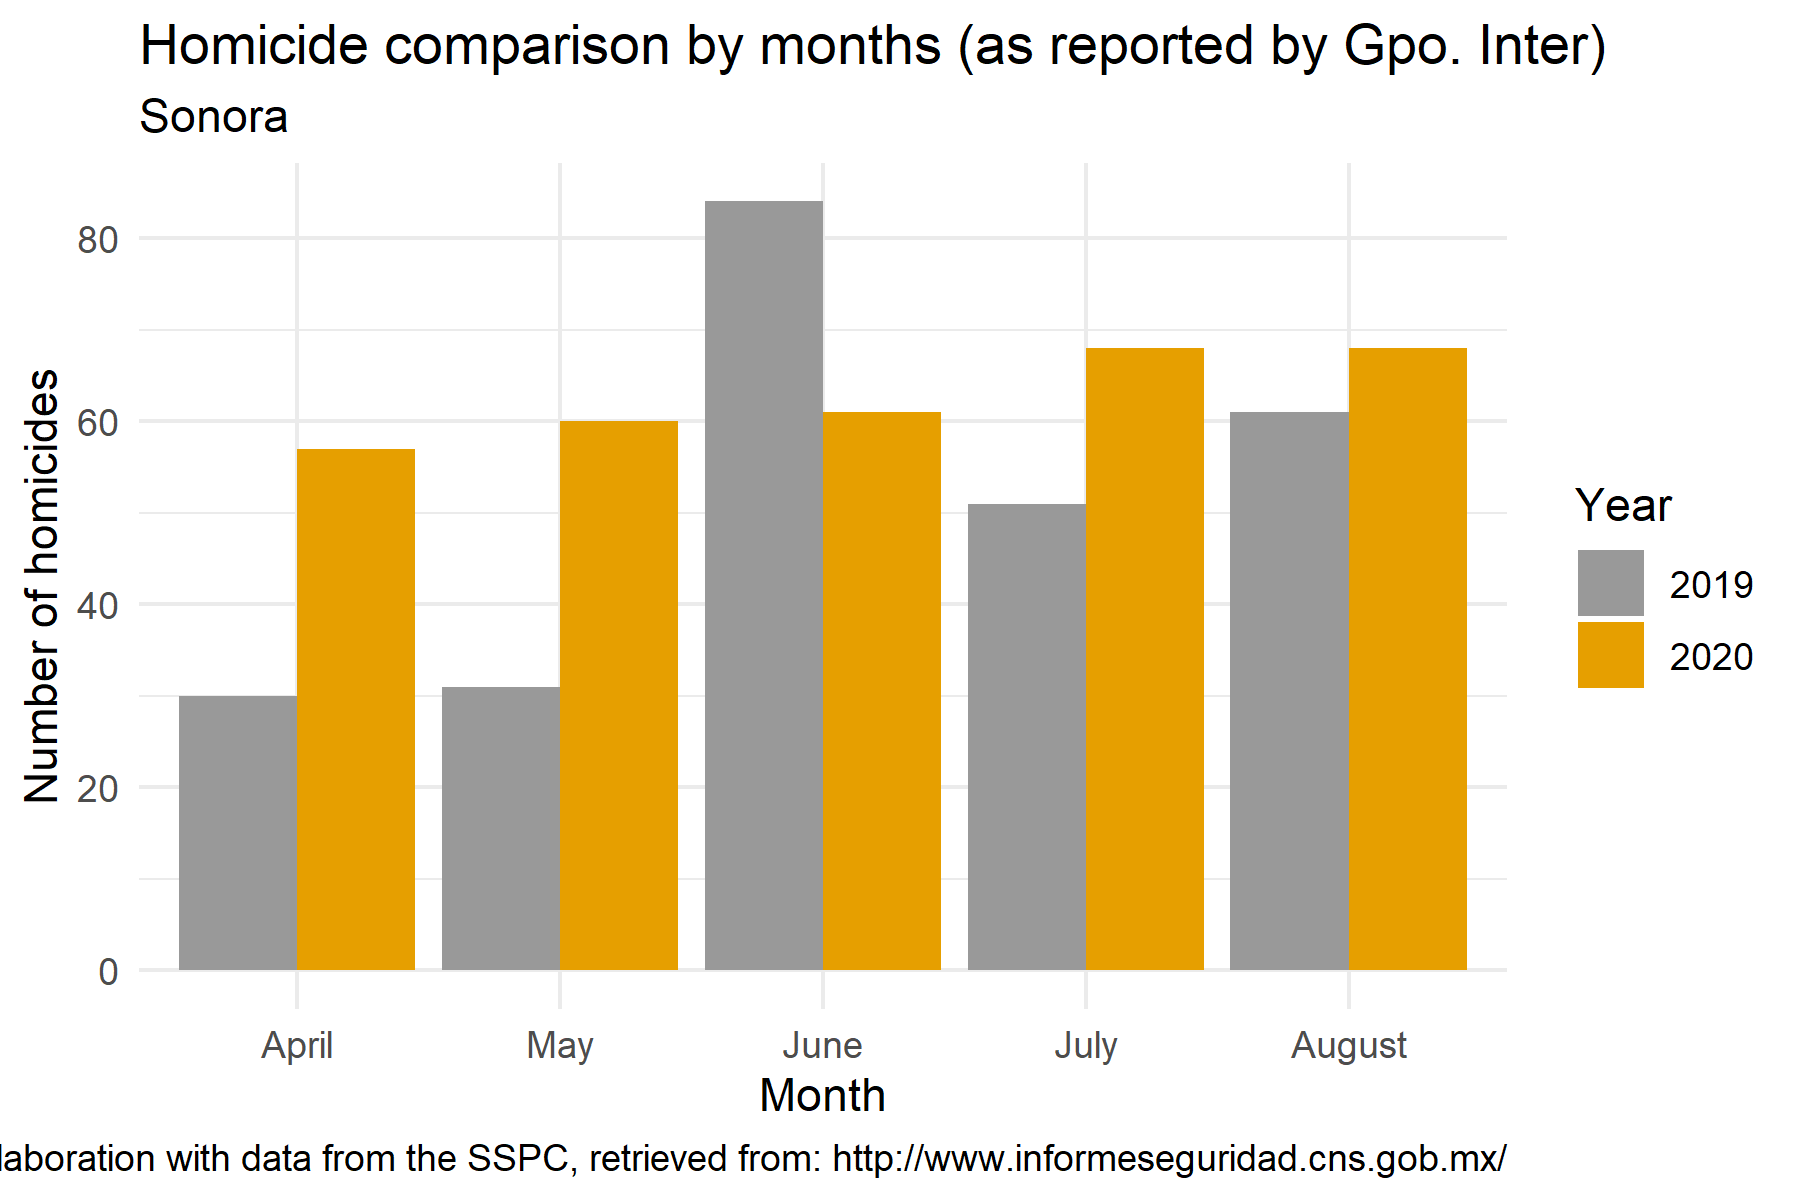 Homicide comparison by months (as reported by Gpo. Inter)
Sonora
Number of homicides
80
60
40
20
0
April May June July August
Month
Year
2019
2020
with data from the SSPC, retrieved from: http://www.informeseguridad.cns.gob.mx/